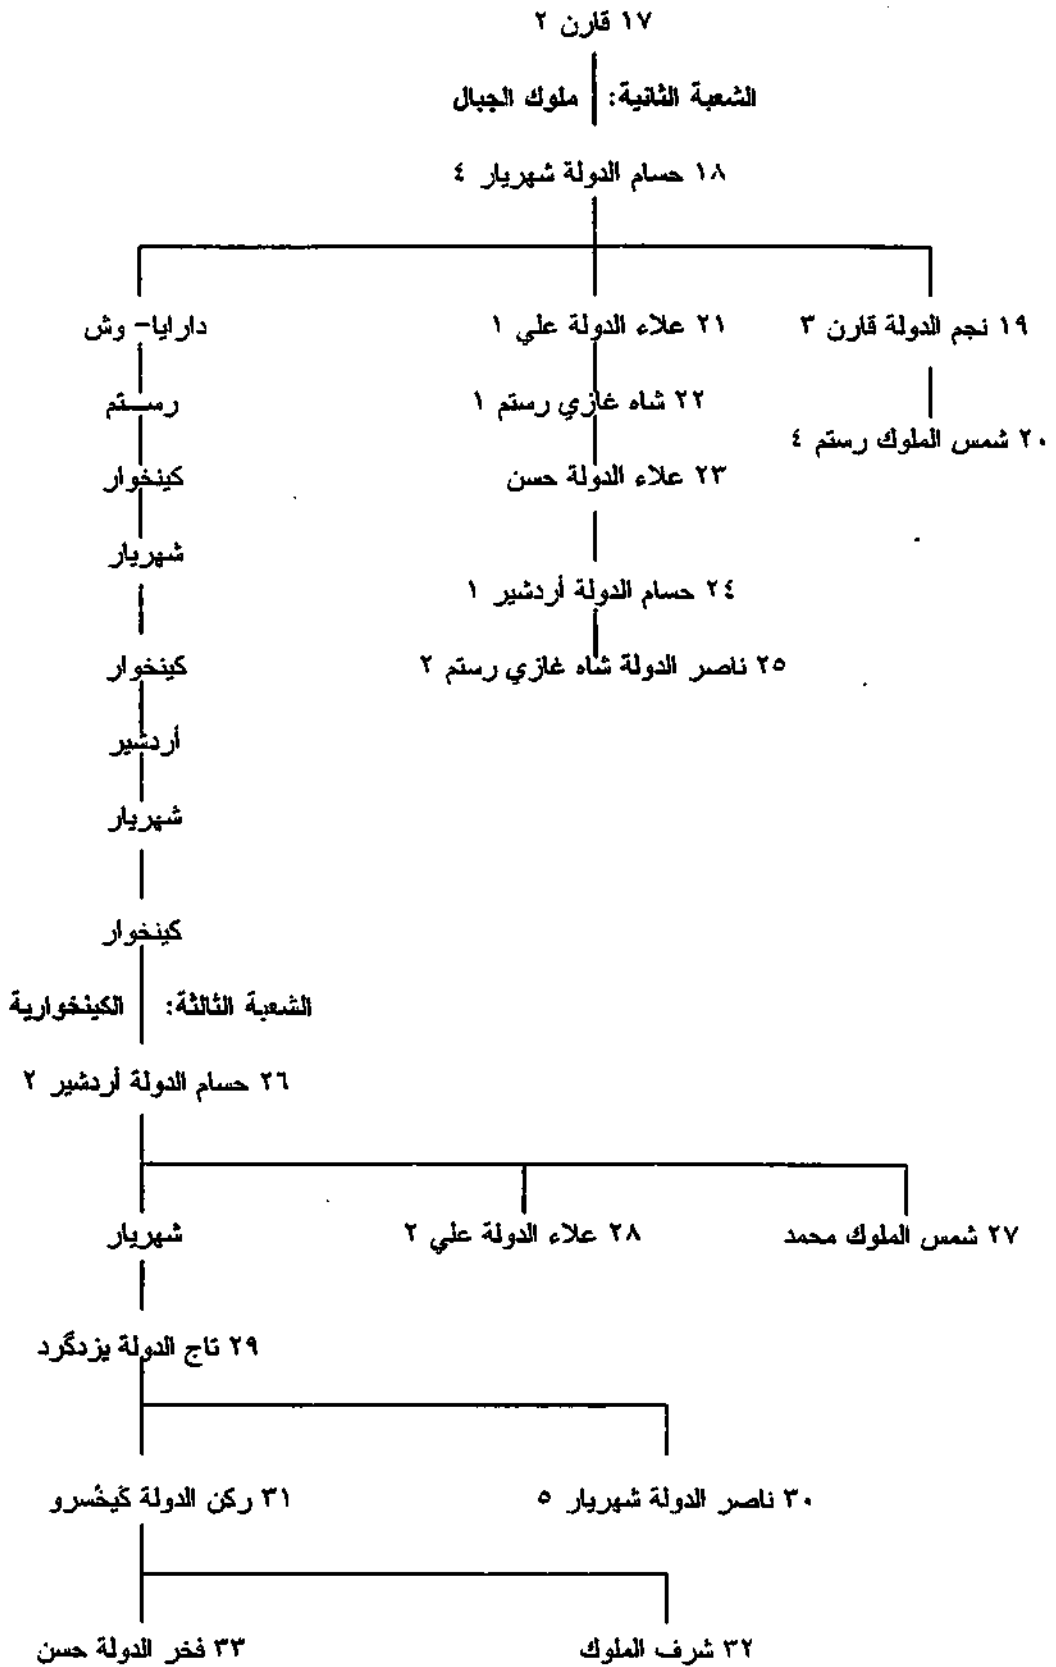 ١٧ قارن ٢
الشعبة الثانية: ملوك الجبال
١٨ حسام الدولة شهريار ٤
١٩ نجم الدولة قارن ٣
٢١ علاء الدولة علي ١
دارايا- وش
٢٢ شاه غازي رستم ١
رستم
٢٠ شمس الملوك رستم ٤
٢٣ علاء الدولة حسن
كينخوار
شهريار
٢٤ حسام الدولة أردشير ١
٢٥ ناصر الدولة شاه غازي رستم ٢
كينخوار
أردشير
شهريار
كينخوار
الشعبة الثالثة: الكينخوارية
٢٦ حسام الدولة أردشير ٢
٢٧ شمس الملوك محمد
٢٨ علاء الدولة علي ٢
شهريار
٢٩ تاج الدولة يزدگرد
٣٠ ناصر الدولة شهريار ٥
٣١ ركن الدولة كيخسرو
٣٢ شرف الملوك
٣٣ فخر الدولة حسن